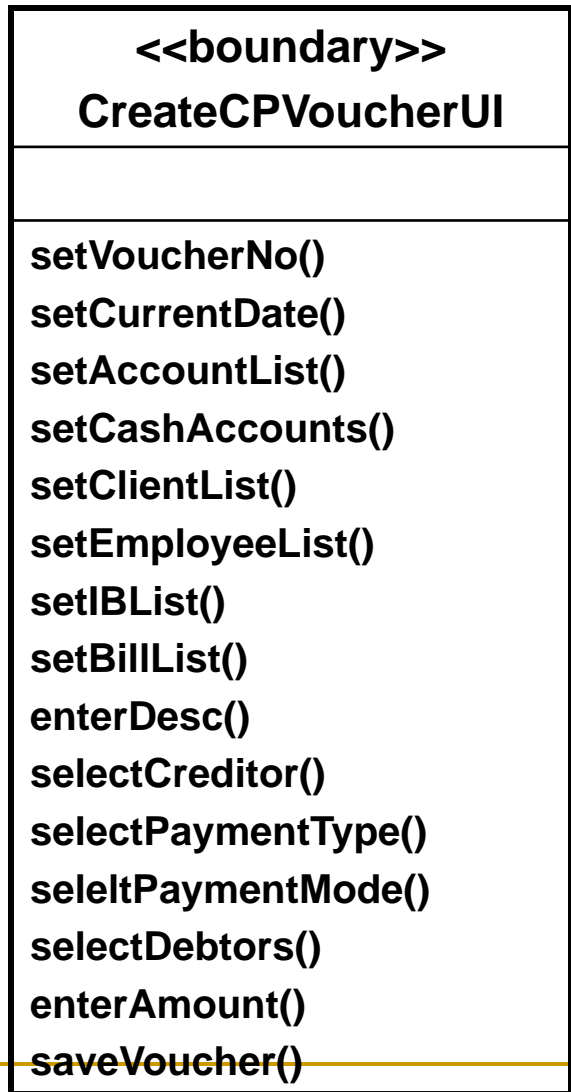 <<boundary>>
CreateCPVoucherUI
setVoucherNo()
setCurrentDate()
setAccountList()
setCashAccounts()
setClientList()
setEmployeeList()
setIBList()
setBillList()
enterDesc()
selectCreditor()
selectPaymentType()
seleltPaymentMode()
selectDebtors()
enterAmount()
saveVoucher()